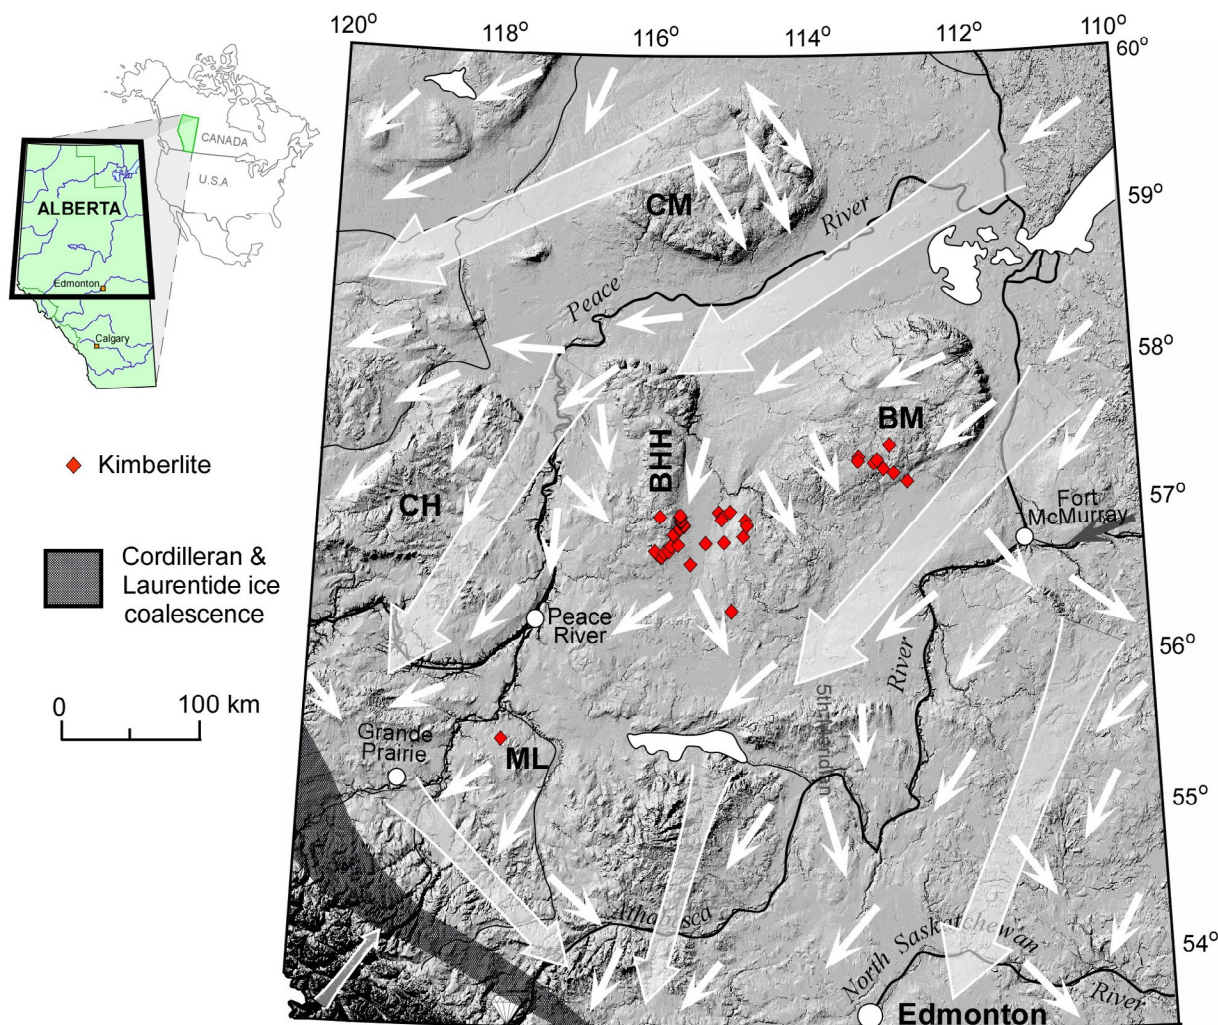 120°
118°
116°
114°
112°
110°
60°
CANADA
U.S.A.
ALBERTA
Edmonton
Calgary
59°
CM
River
Peace
58°
Kimberlite
BHH
BM
CH
57°
Fort
McMurray
Cordilleran &
Laurentide ice
coalescence
Peace
River
56°
River
0
100 km
5th Meridian
Grande
Prairie
ML
55°
Athabasca
North Saskatchewan
54°
River
Edmonton